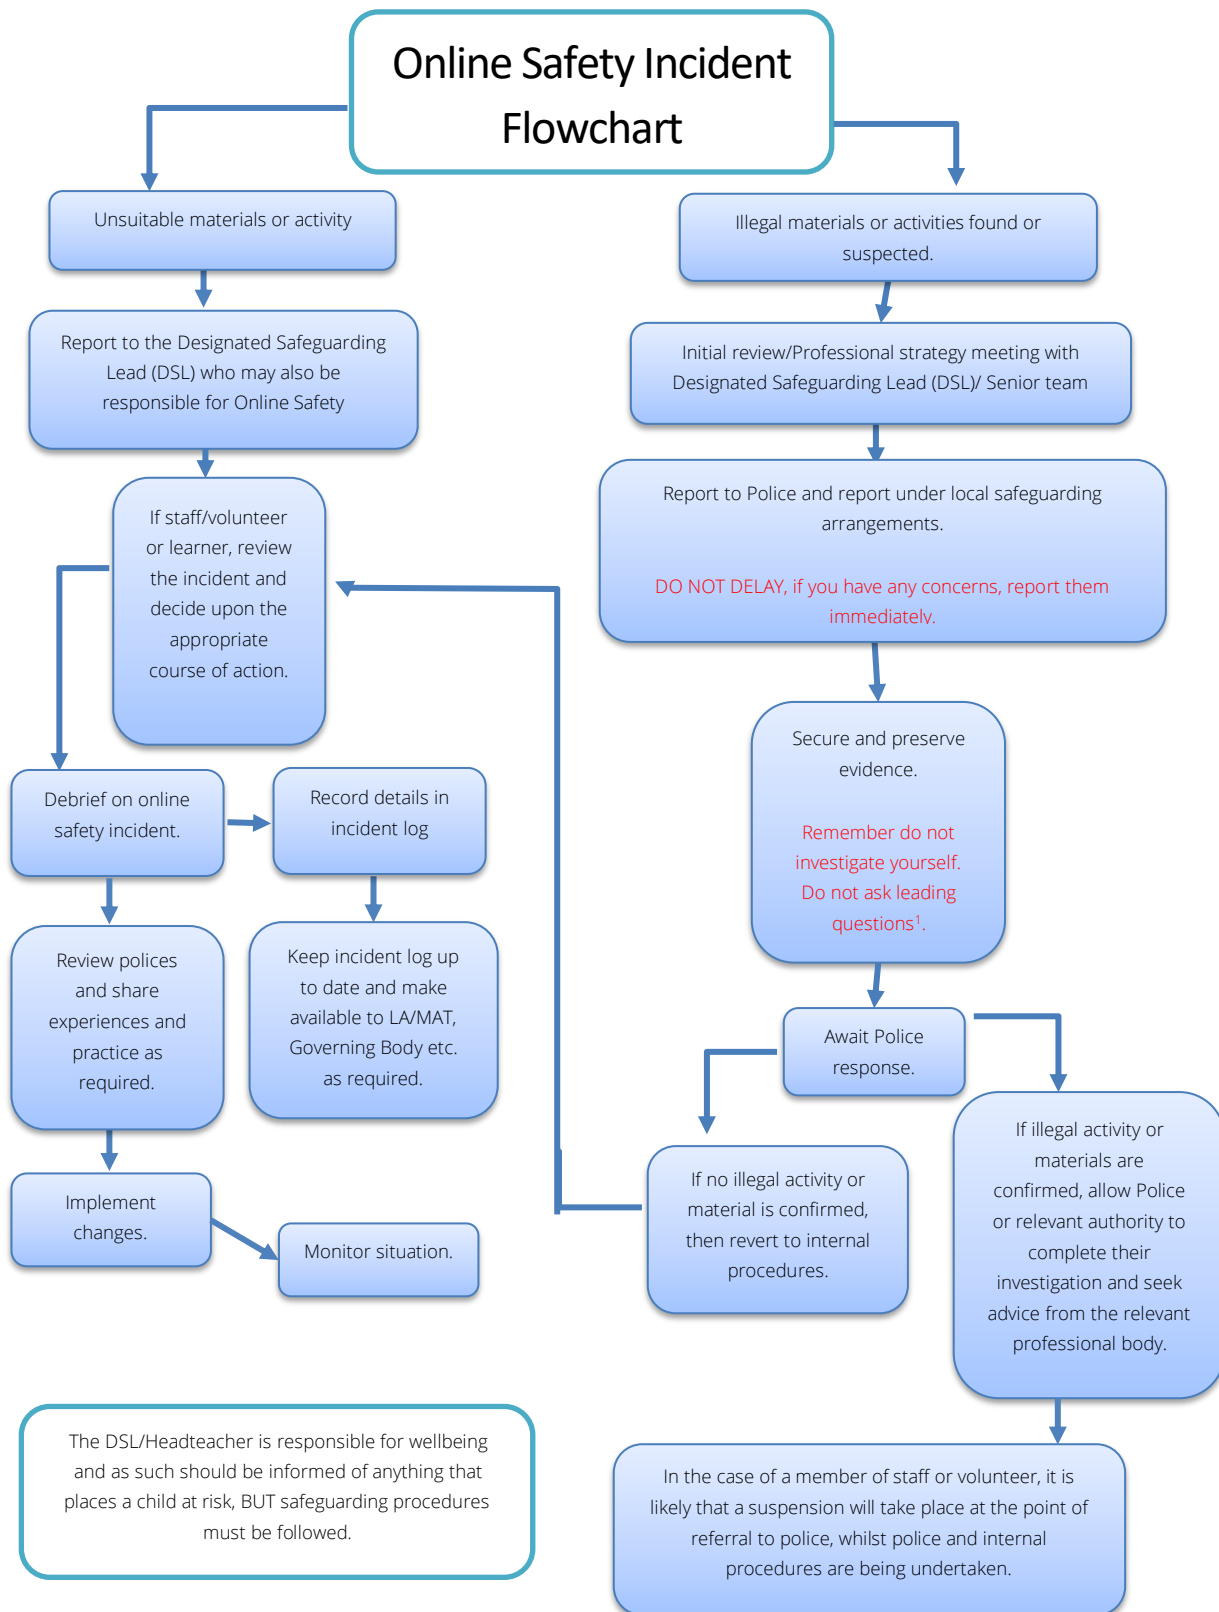 Online Safety Incident
Flowchart
Unsuitable materials or activity
Report to the Designated Safeguarding
Lead (DSL) who may also be
responsible for Online Safety
If staff/volunteer
or learner, review
the incident and
decide upon the
appropriate
course of action.
Debrief on online
safety incident.
Record details in
incident log
Review polices
and share
experiences and
practice as
required.
Keep incident log up
to date and make
available to LA/MAT,
Governing Body etc.
as required.
Implement
changes.
Monitor situation.
Illegal materials or activities found or
suspected.
Initial review/Professional strategy meeting with
Designated Safeguarding Lead (DSL)/ Senior team
Report to Police and report under local safeguarding
arrangements.
DO NOT DELAY, if you have any concerns, report them
immediately.
Secure and preserve
evidence.
Remember do not
investigate yourself.
Do not ask leading
questions¹.
Await Police
response.
If no illegal activity or
material is confirmed,
then revert to internal
procedures.
If illegal activity or
materials are
confirmed, allow Police
or relevant authority to
complete their
investigation and seek
advice from the relevant
professional body.
In the case of a member of staff or volunteer, it is
likely that a suspension will take place at the point of
referral to police, whilst police and internal
procedures are being undertaken.
The DSL/Headteacher is responsible for wellbeing
and as such should be informed of anything that
places a child at risk, BUT safeguarding procedures
must be followed.